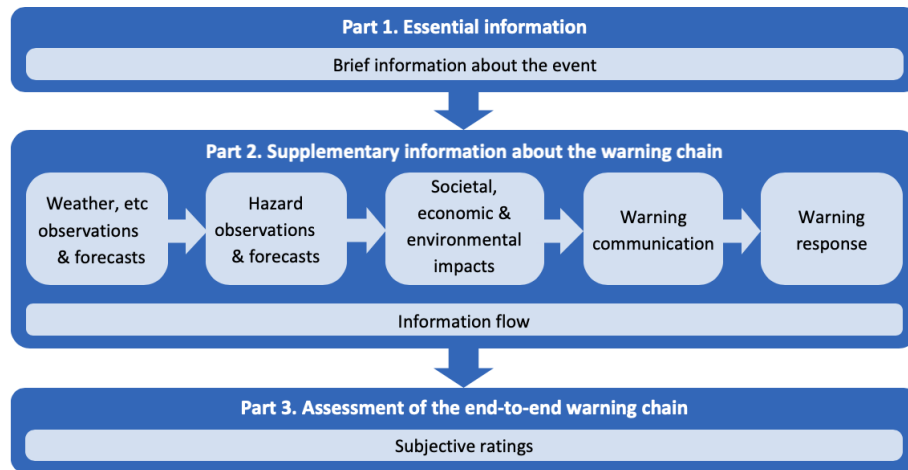 Part 1. Essential information
Brief information about the event
Part 2. Supplementary information about the warning chain
Weather, etc
observations
& forecasts
Hazard
observations
& forecasts
Societal,
economic &
environmental
impacts
Warning
communication
Warning
response
Information flow
Part 3. Assessment of the end-to-end warning chain
Subjective ratings